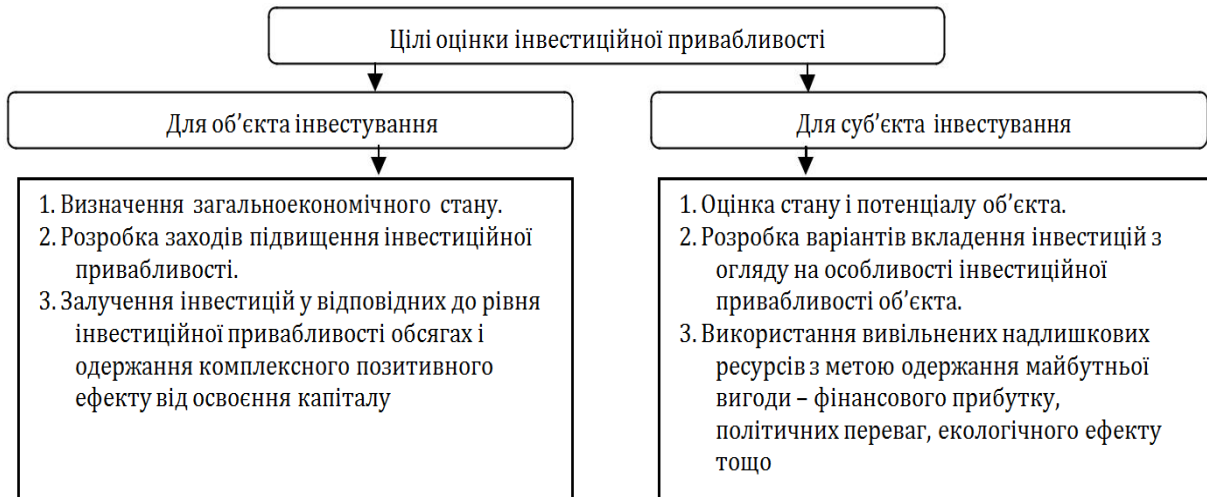 Цілі оцінки інвестиційної привабливості
Для об’єкта інвестування
Для суб’єкта інвестування
1. Визначення загальноекономічного стану.
2. Розробка заходів підвищення інвестиційної
привабливості.
3. Залучення інвестицій у відповідних до рівня
інвестиційної привабливості обсягах і
одержання комплексного позитивного
ефекту від освоєння капіталу
1. Оцінка стану і потенціалу об’єкта.
2. Розробка варіантів вкладення інвестицій з
огляду на особливості інвестиційної
привабливості об’єкта.
3. Використання вивільнених надлишкових
ресурсів з метою одержання майбутньої
вигоди – фінансового прибутку,
політичних переваг, екологічного ефекту
тощо